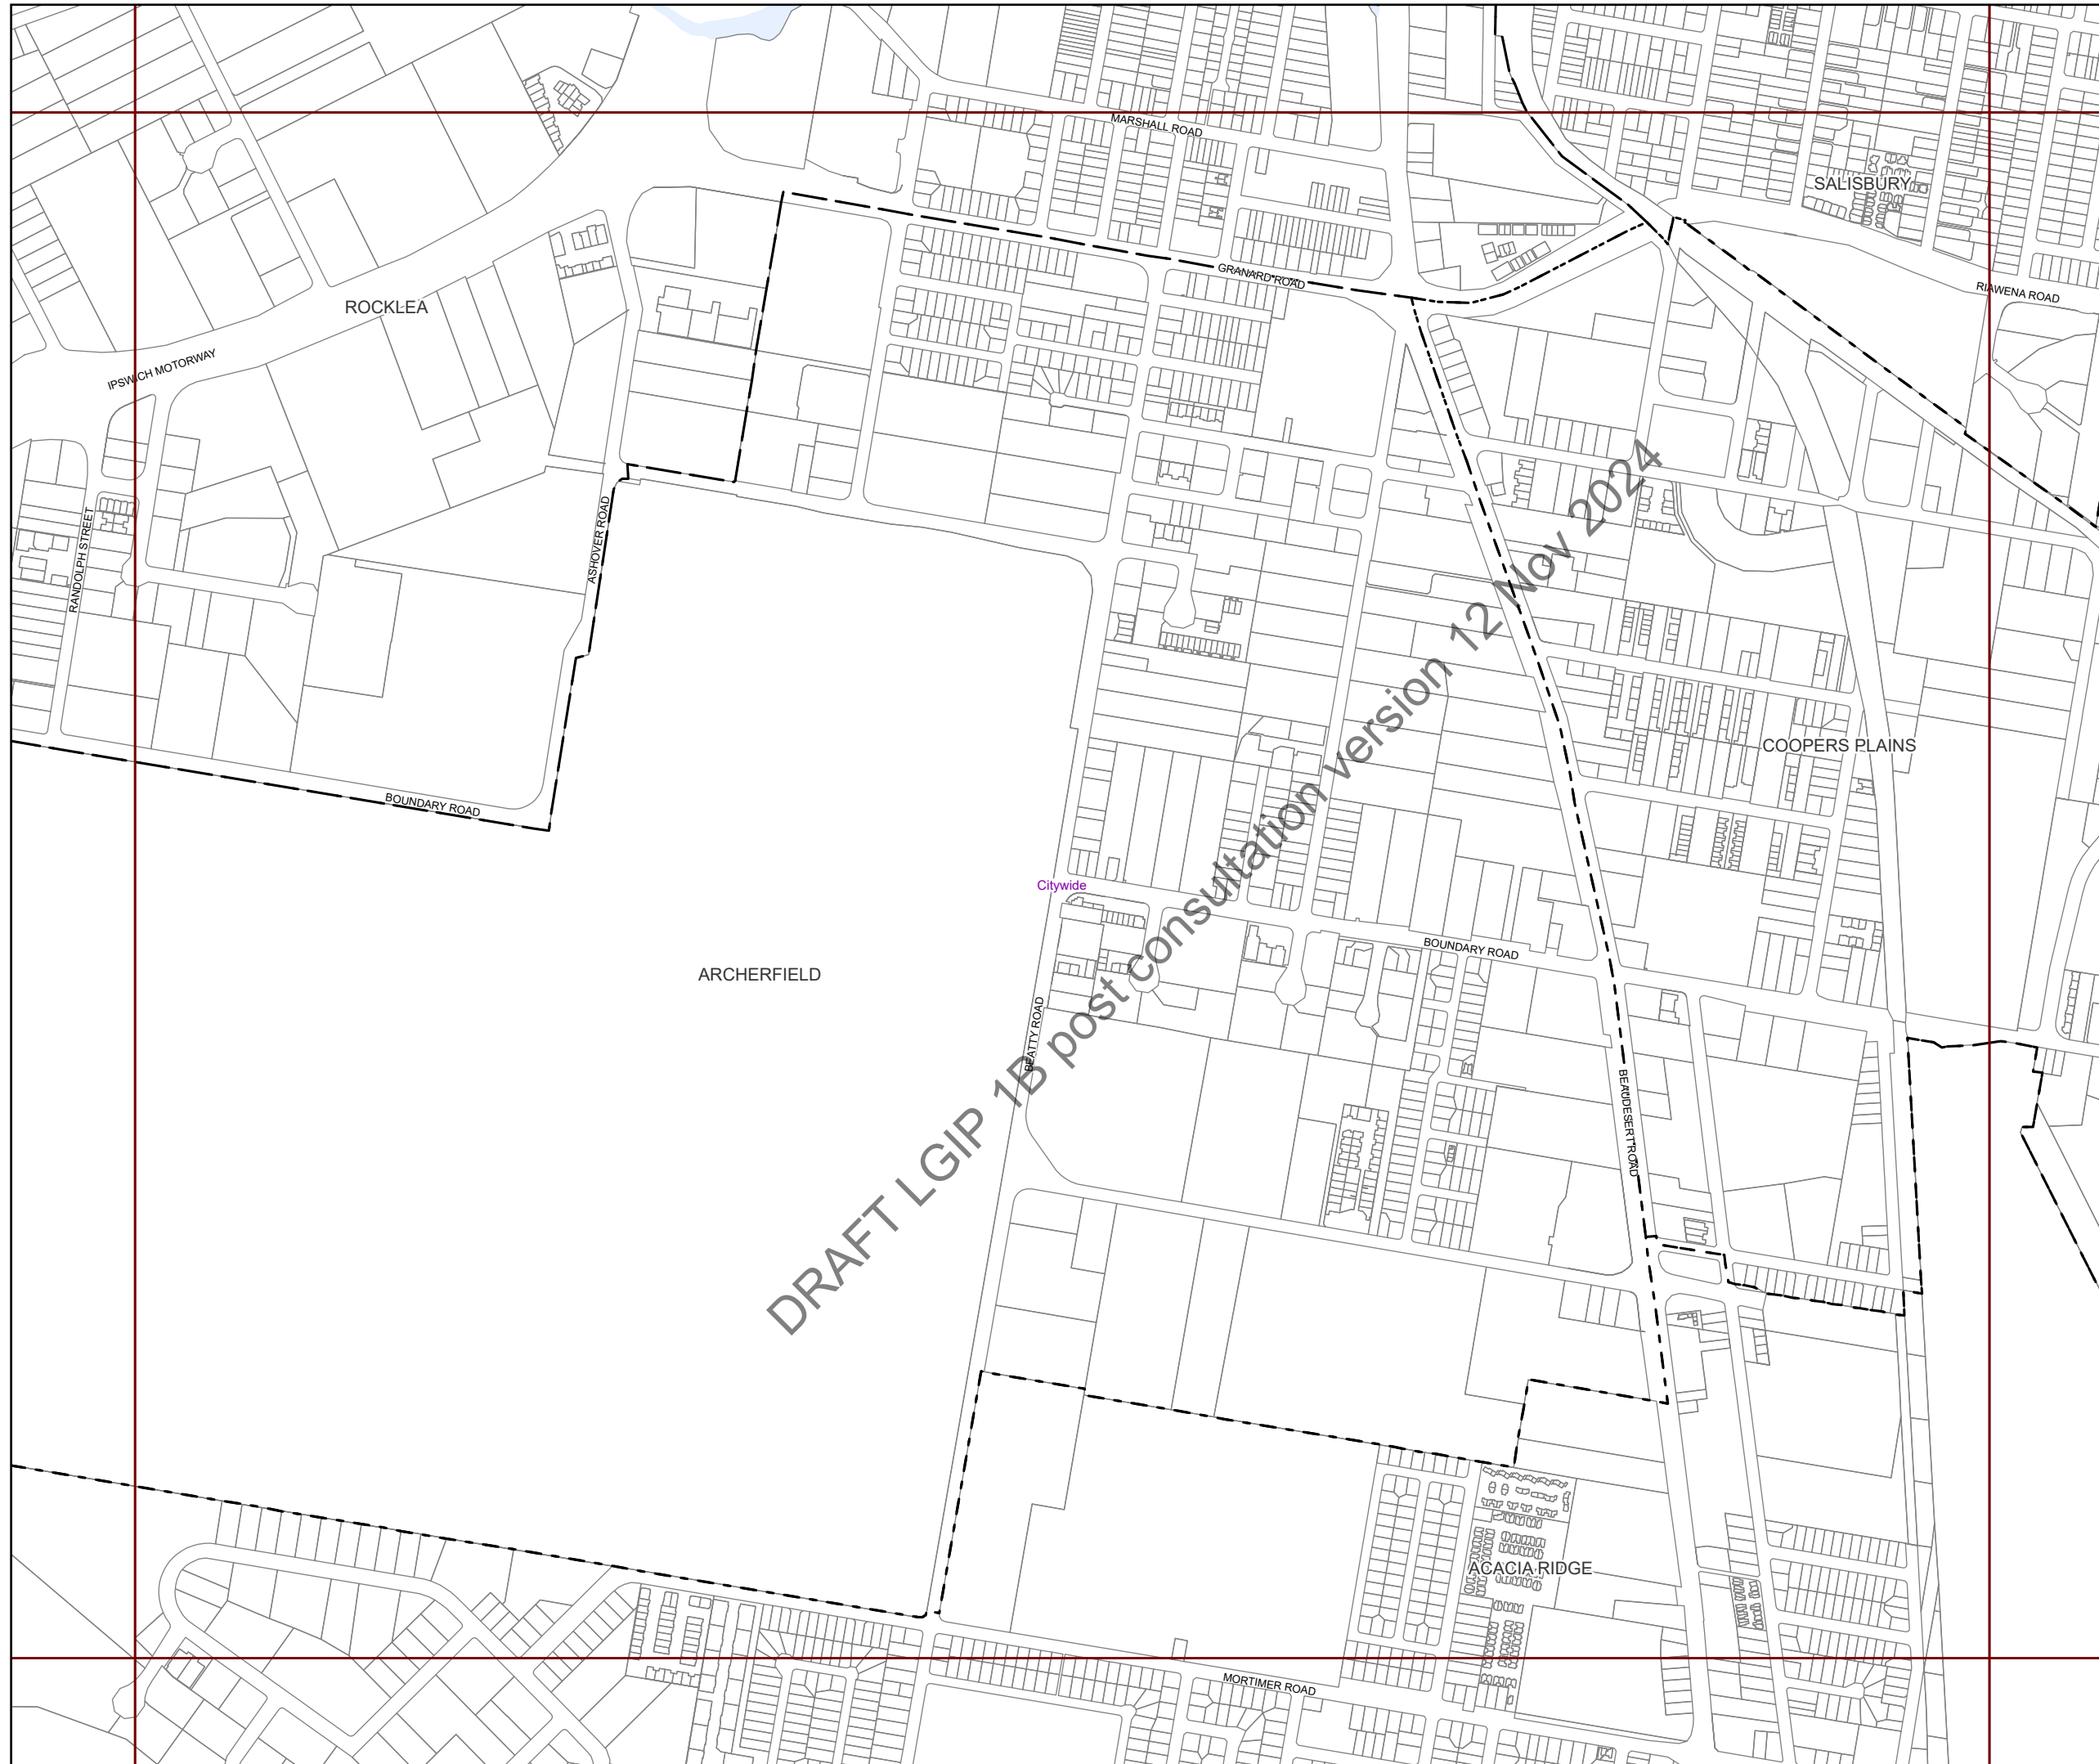 MARSHALL ROAD
SALISBURY
GRANARD ROAD
RIAWENA ROAD
ROCKLEA
IPSWICH MOTORWAY
RANDOLPH STREET
ASHOVER ROAD
COOPERS PLAINS
BOUNDARY ROAD
Citywide
BOUNDARY ROAD
ARCHERFIELD
BEATTY ROAD
BEAUDESERT ROAD
DRAFT LGIP 1B post consultation version 12 Nov 2024
ACACIA RIDGE
MORTIMER ROAD